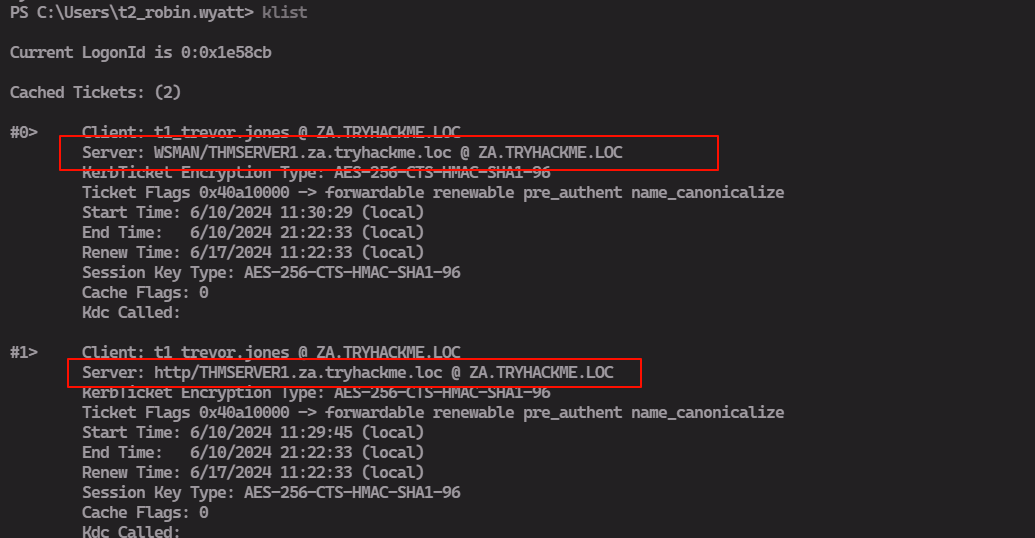 PS C:\Users\t2_robin.wyatt> klist
Current LogonId is 0:0x1e58cb
Cached Tickets: (2)
#0> Client: t1_trevor.jones @ ZA.TRYHACKME.LOC
Server: WSMAN/THMSERVER1.za.tryhackme.loc @ ZA.TRYHACKME.LOC
KerbTicket Encryption Type: AES-256-CTS-HMAC-SHA1-96
Ticket Flags 0x40a10000 -> forwardable renewable pre_authent name_canonicalize
Start Time: 6/10/2024 11:30:29 (local)
End Time: 6/10/2024 21:22:33 (local)
Renew Time: 6/17/2024 11:22:33 (local)
Session Key Type: AES-256-CTS-HMAC-SHA1-96
Cache Flags: 0
Kdc Called:
#1> Client: t1_trevor.jones @ ZA.TRYHACKME.LOC
Server: http/THMSERVER1.za.tryhackme.loc @ ZA.TRYHACKME.LOC
KerbTicket Encryption Type: AES-256-CTS-HMAC-SHA1-96
Ticket Flags 0x40a10000 -> forwardable renewable pre_authent name_canonicalize
Start Time: 6/10/2024 11:29:45 (local)
End Time: 6/10/2024 21:22:33 (local)
Renew Time: 6/17/2024 11:22:33 (local)
Session Key Type: AES-256-CTS-HMAC-SHA1-96
Cache Flags: 0
Kdc Called: